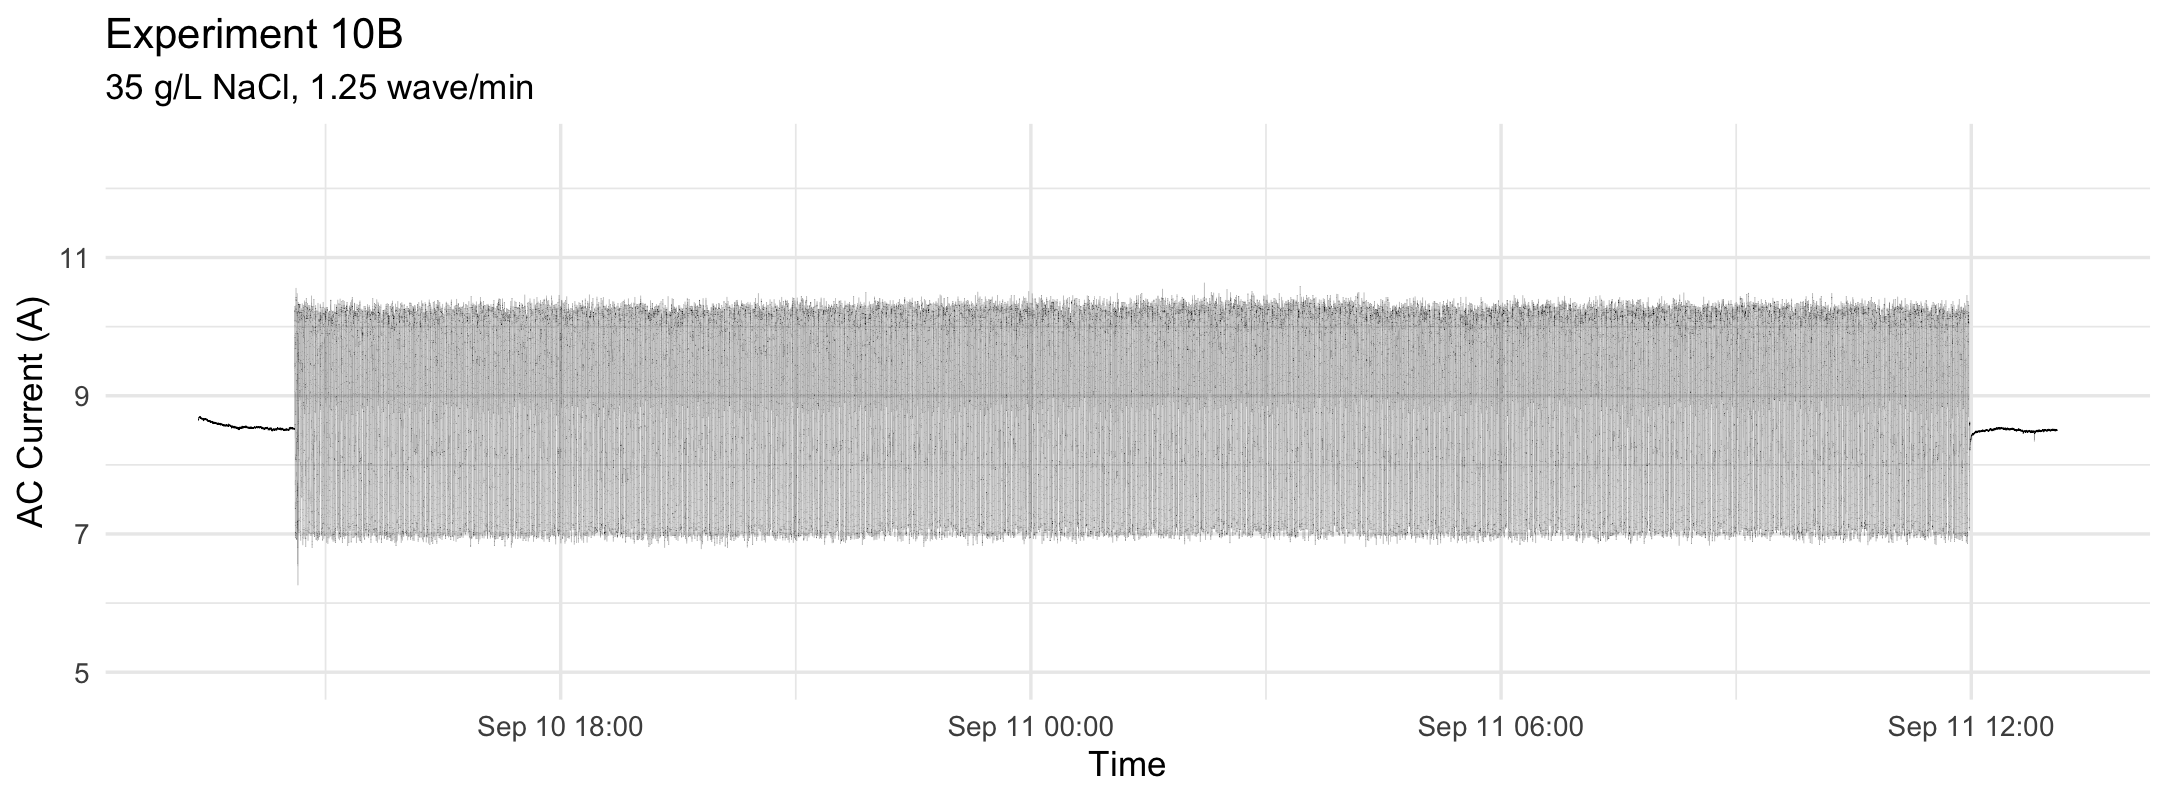 Experiment 10B
35 g/L NaCl, 1.25 wave/min
AC Current (A)
11
9
7
5
Sep 10 18:00
Sep 11 00:00
Sep 11 06:00
Sep 11 12:00
Time